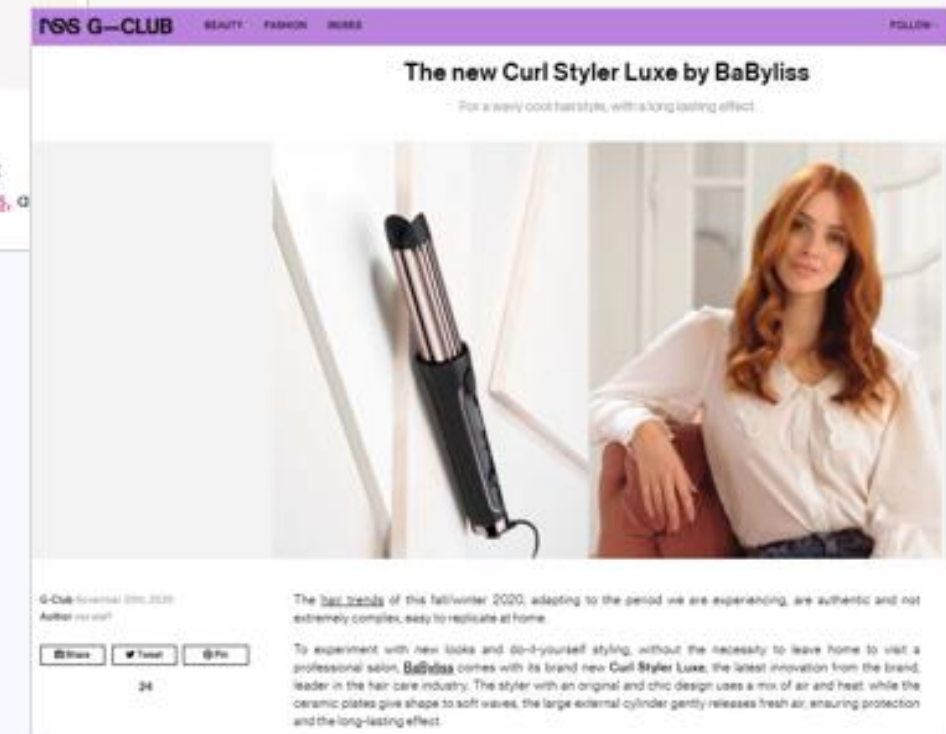 nss G—CLUB BEAUTY FASHION SERIES FOLLOW
The new Curl Styler Luxe by BaByliss
For a wavy cool hairstyle, with a long lasting effect
G-Club November 2020
Author nss staff
Share Tweet Pin
24
The hair trends of this fall/winter 2020, adapting to the period we are experiencing, are authentic and not
extremely complex, easy to replicate at home.
To experiment with new looks and do-it-yourself styling, without the necessity to leave home to visit a
professional salon, BaByliss comes with its brand new Curl Styler Luxe, the latest innovation from the brand,
leader in the hair care industry. The styler with an original and chic design uses a mix of air and heat: while the
ceramic plates give shape to soft waves, the large external cylinder gently releases fresh air, ensuring protection
and the long-lasting effect.